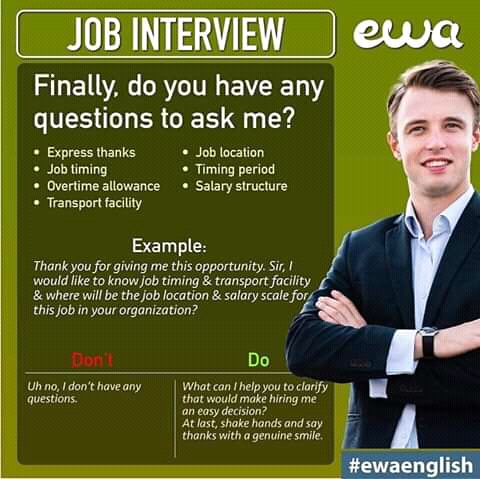 JOB INTERVIEW
ewa
Finally, do you have any
questions to ask me?
• Express thanks
• Job timing
• Overtime allowance
• Transport facility
• Job location
• Timing period
• Salary structure
Example:
Thank you for giving me this opportunity. Sir, I
would like to know job timing & transport facility
& where will be the job location & salary scale for
this job in your organization?
Don't
Uh no, I don't have any
questions.
Do
What can I help you to clarify
that would make hiring me
an easy decision?
At last, shake hands and say
thanks with a genuine smile.
#ewaenglish